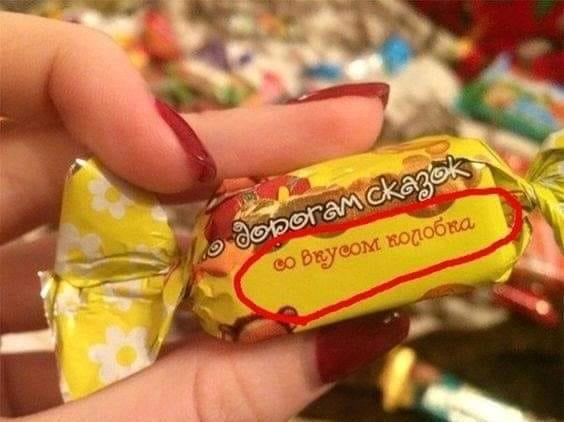 о дорогам сказок
со вкусом колобка